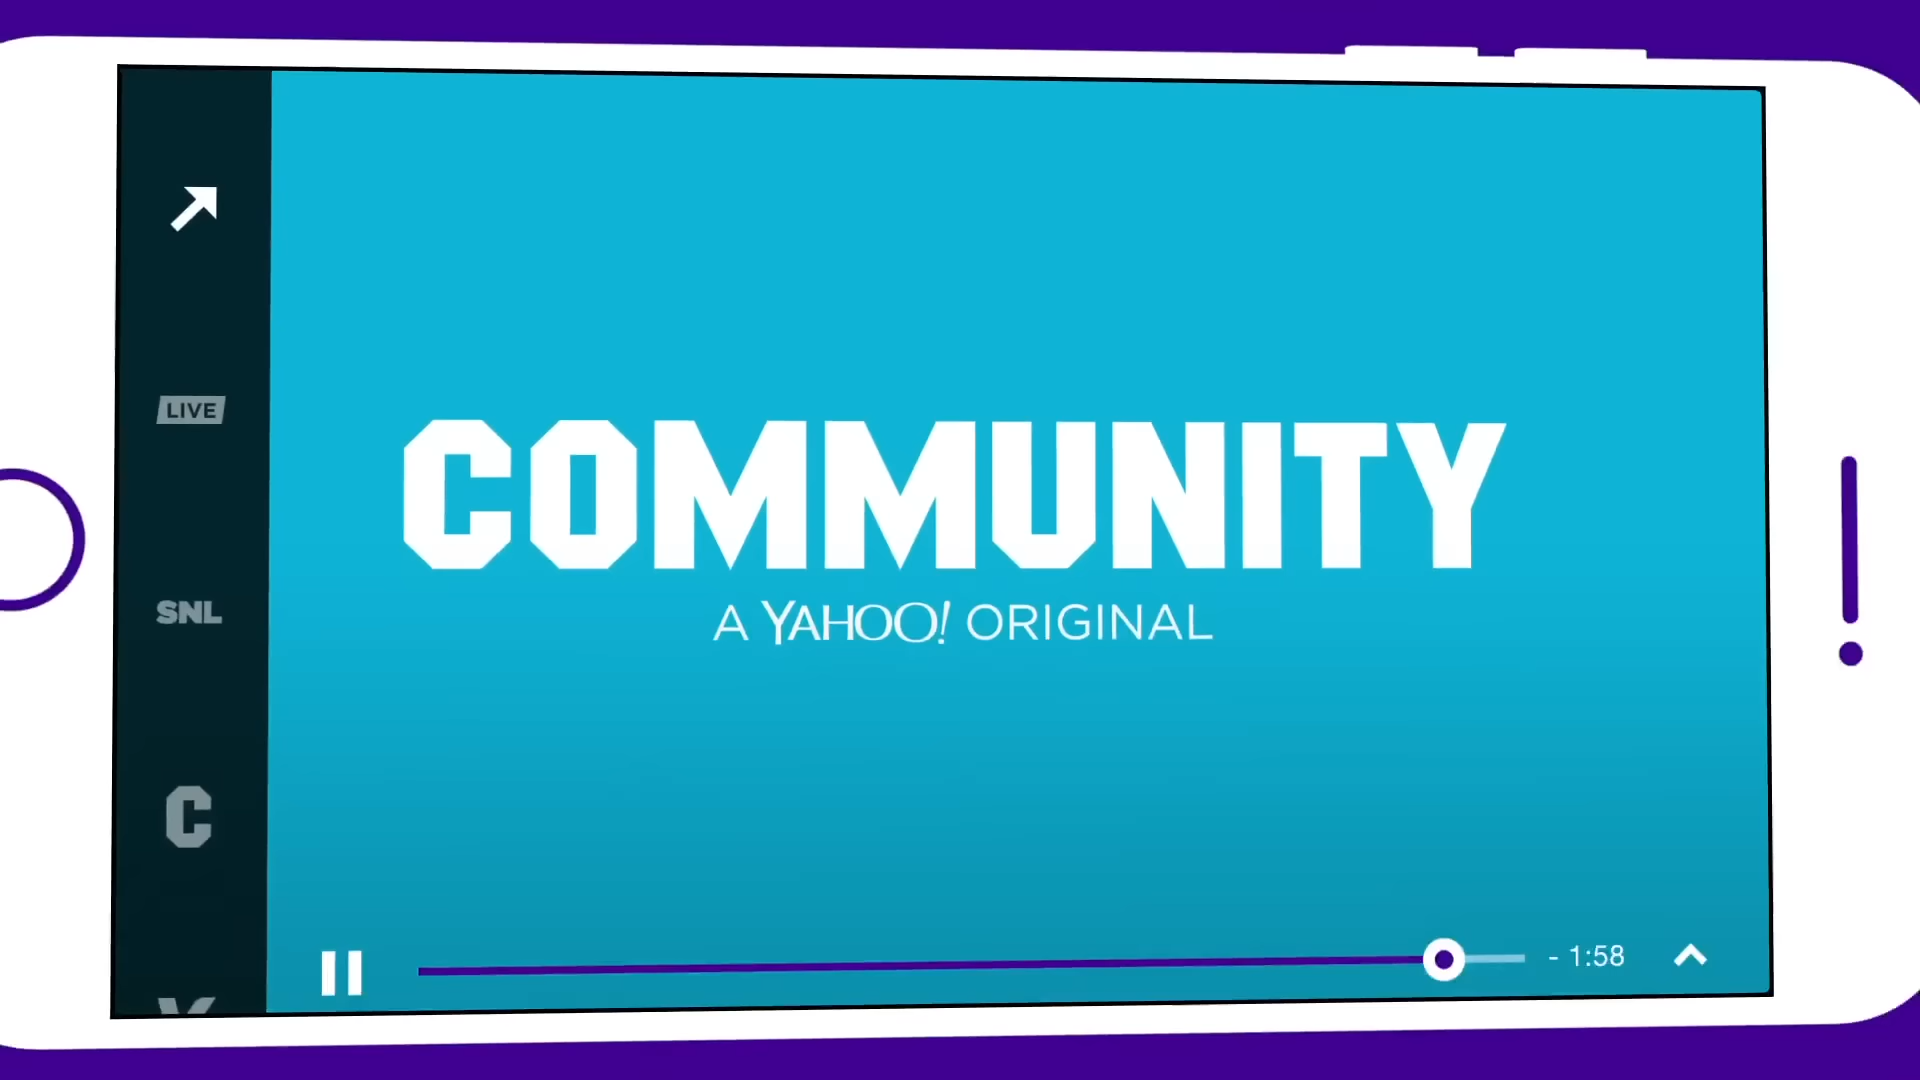 LIVE
SNL
C
COMMUNITY
A YAHOO! ORIGINAL
- 1:58